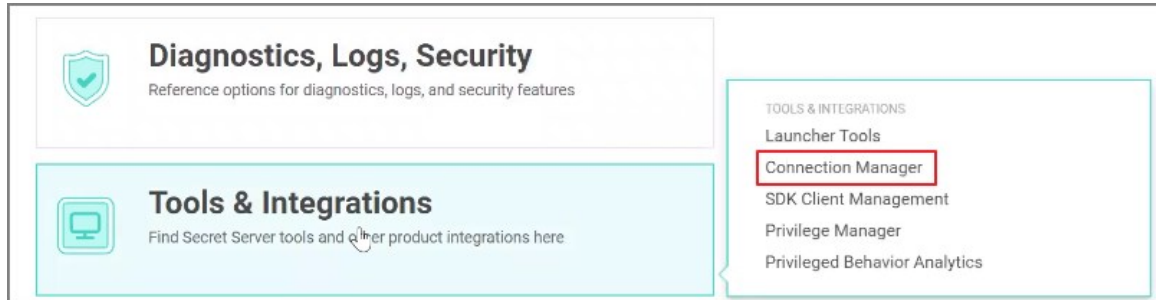 Diagnostics, Logs, Security
Reference options for diagnostics, logs, and security features
Tools & Integrations
Find Secret Server tools and other product integrations here
TOOLS & INTEGRATIONS
Launcher Tools
Connection Manager
SDK Client Management
Privilege Manager
Privileged Behavior Analytics